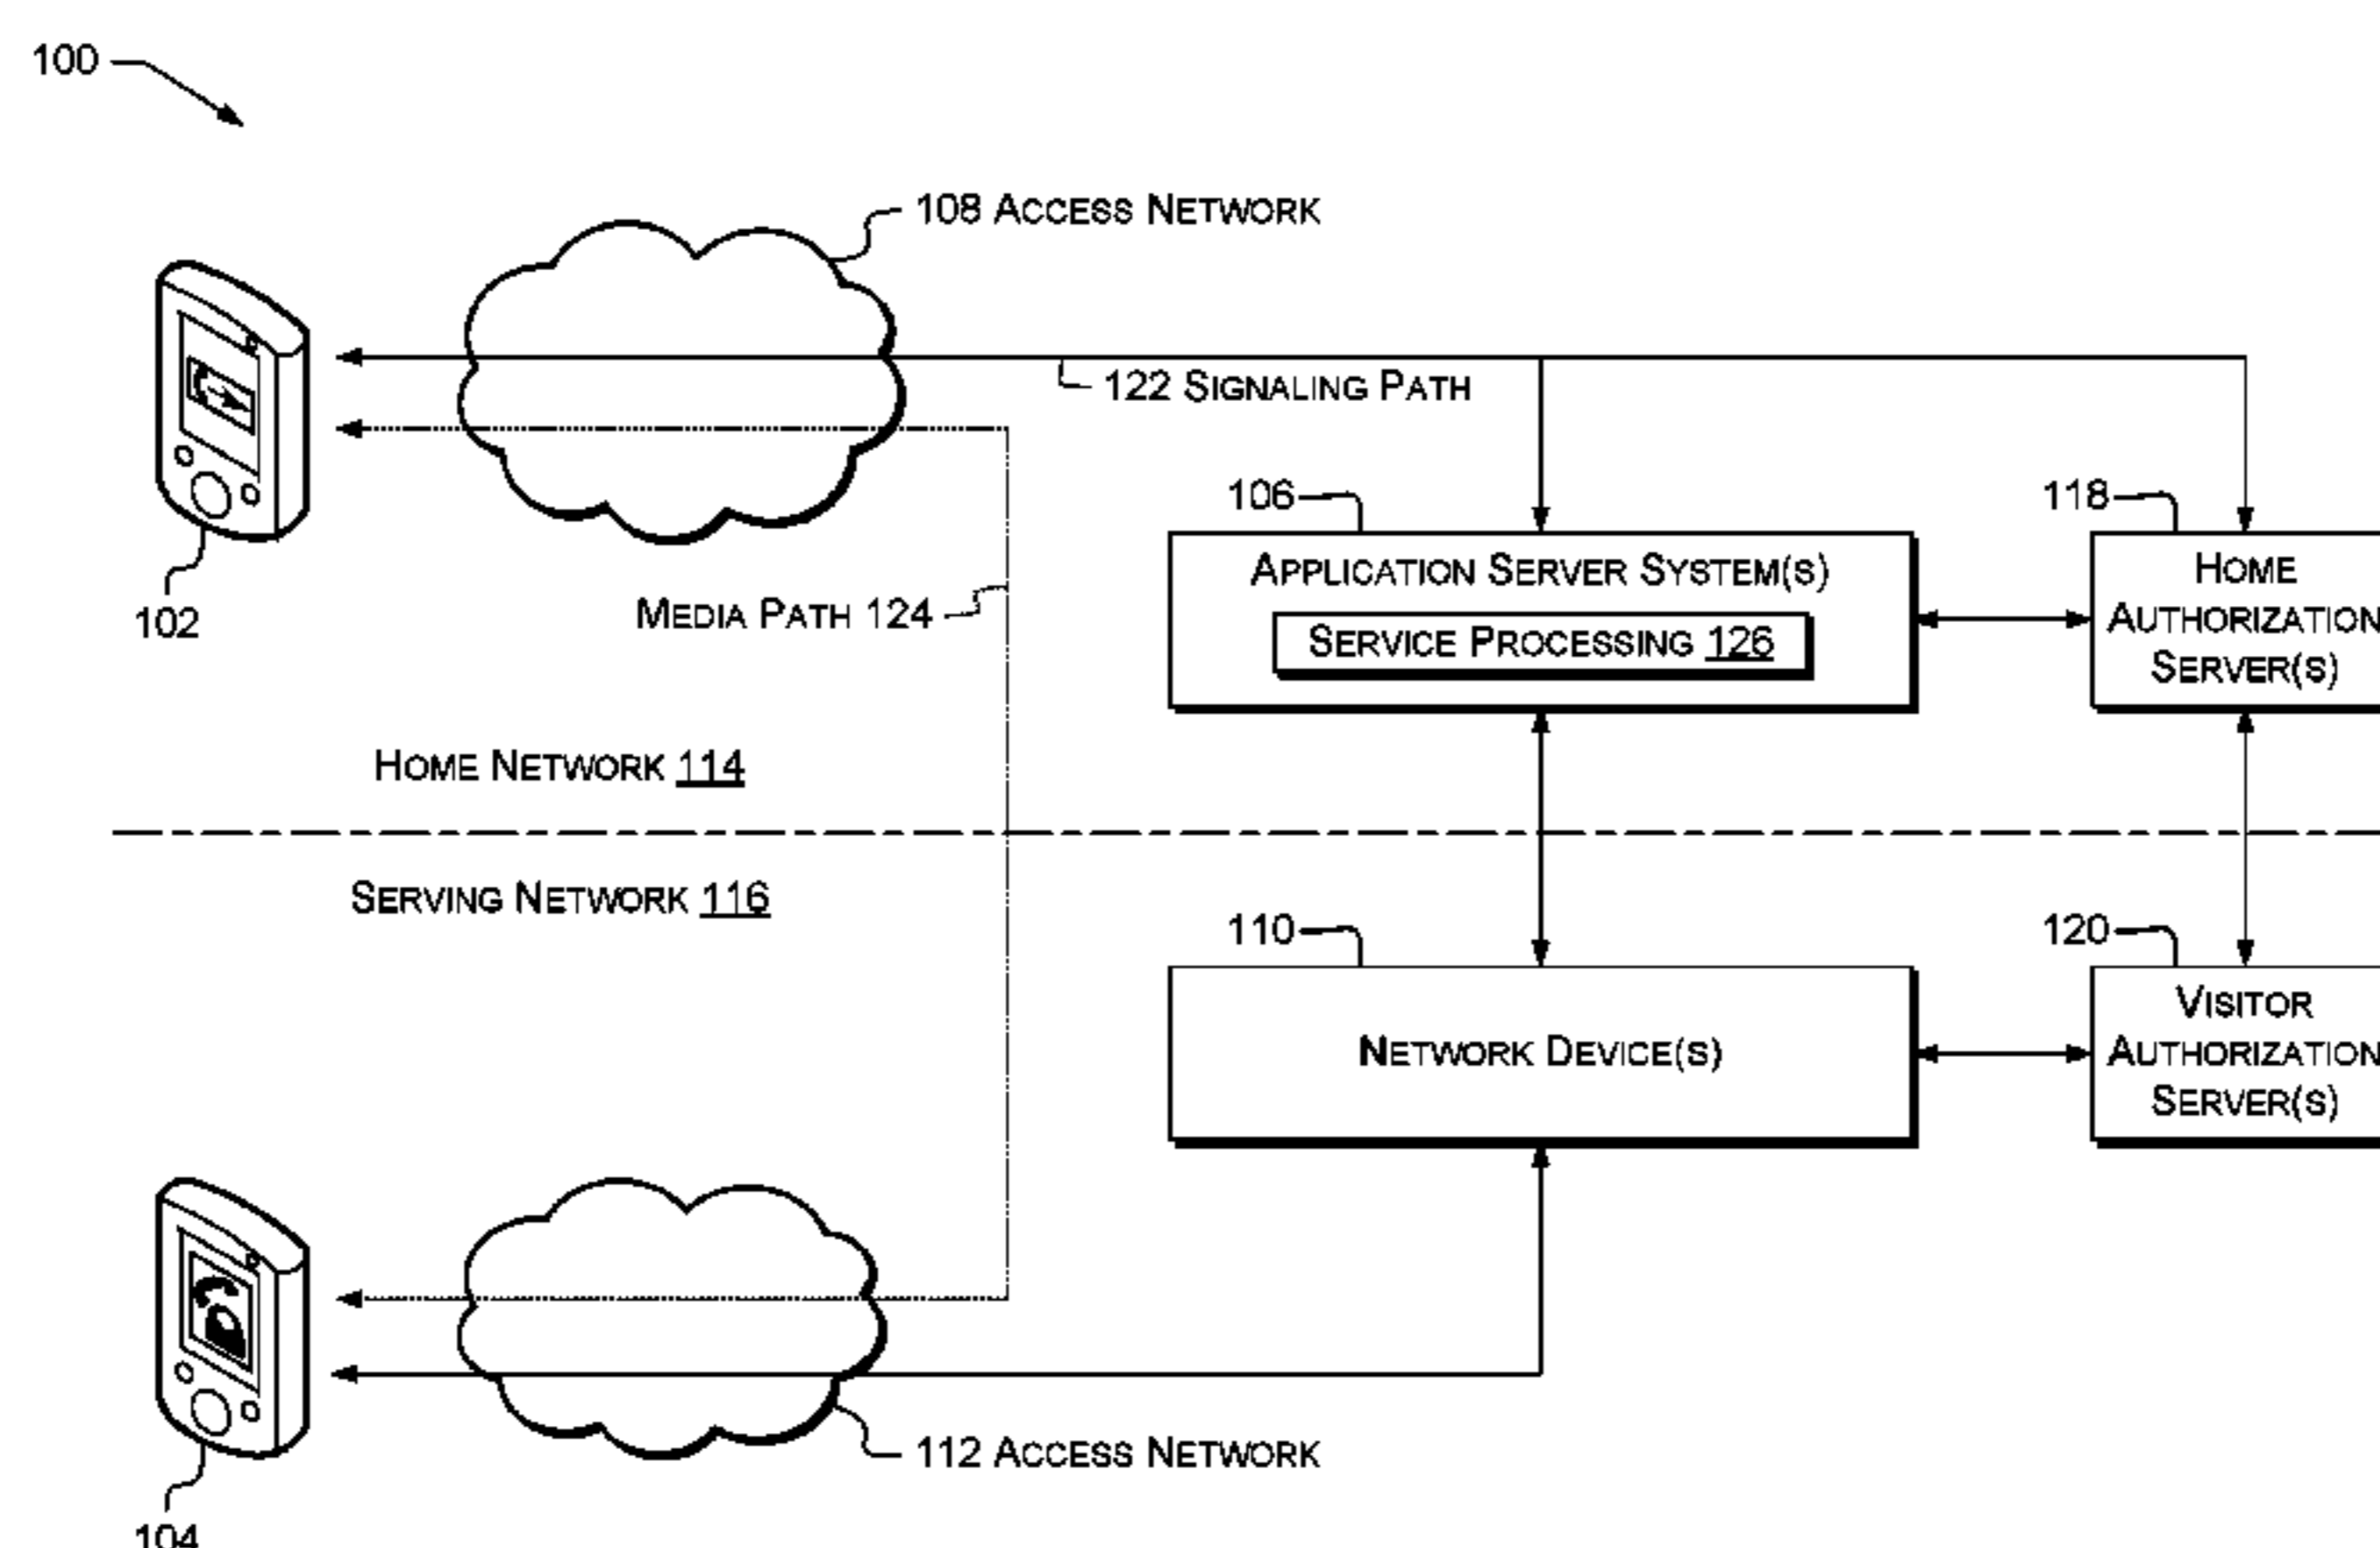 100
108 ACCESS NETWORK
122 SIGNALING PATH
106
118
APPLICATION SERVER SYSTEM(S)
SERVICE PROCESSING 126
HOME
AUTHORIZATION
SERVER(S)
102
MEDIA PATH 124
HOME NETWORK 114
SERVING NETWORK 116
110
120
NETWORK DEVICE(S)
VISITOR
AUTHORIZATION
SERVER(S)
112 ACCESS NETWORK
104